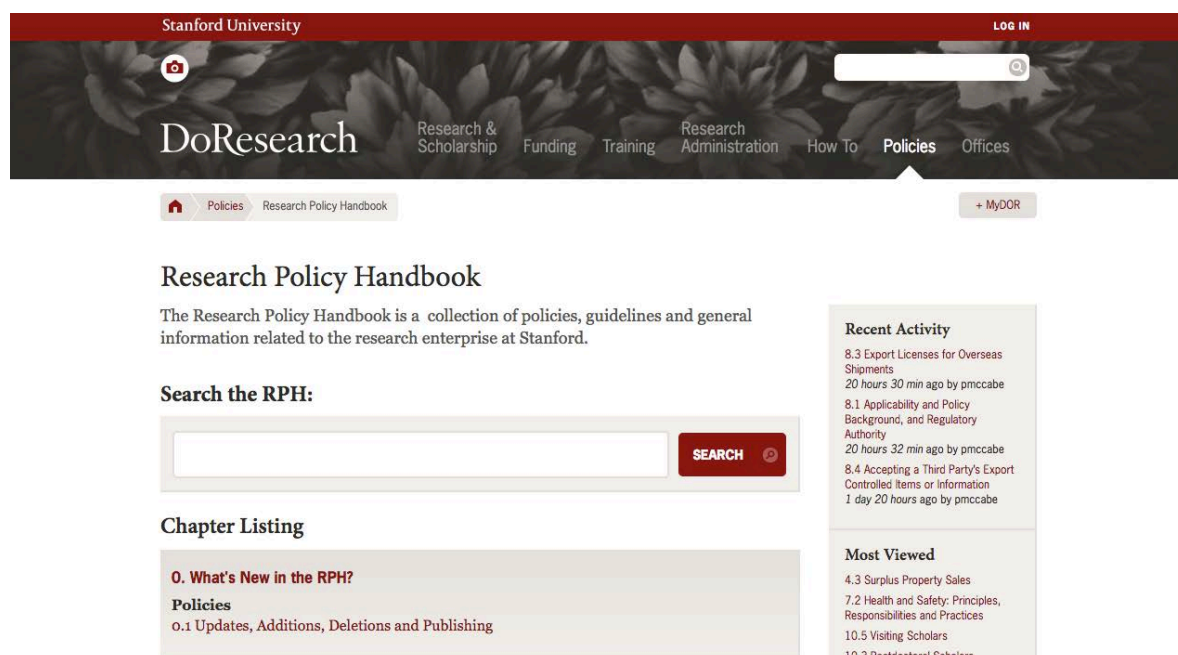 Stanford University
LOG IN
DoResearch
Research &
Scholarship
Funding
Training
Research
Administration
How To
Policies
Offices
Policies
Research Policy Handbook
+ MyDOR
Research Policy Handbook
The Research Policy Handbook is a collection of policies, guidelines and general
information related to the research enterprise at Stanford.
Search the RPH:
SEARCH
Chapter Listing
0. What's New in the RPH?
Policies
0.1 Updates, Additions, Deletions and Publishing
Recent Activity
8.3 Export Licenses for Overseas
Shipments
20 hours 30 min ago by pmccabe
8.1 Applicability and Policy
Background, and Regulatory
Authority
20 hours 32 min ago by pmccabe
8.4 Accepting a Third Party's Export
Controlled Items or Information
1 day 20 hours ago by pmccabe
Most Viewed
4.3 Surplus Property Sales
7.2 Health and Safety: Principles,
Responsibilities and Practices
10.5 Visiting Scholars